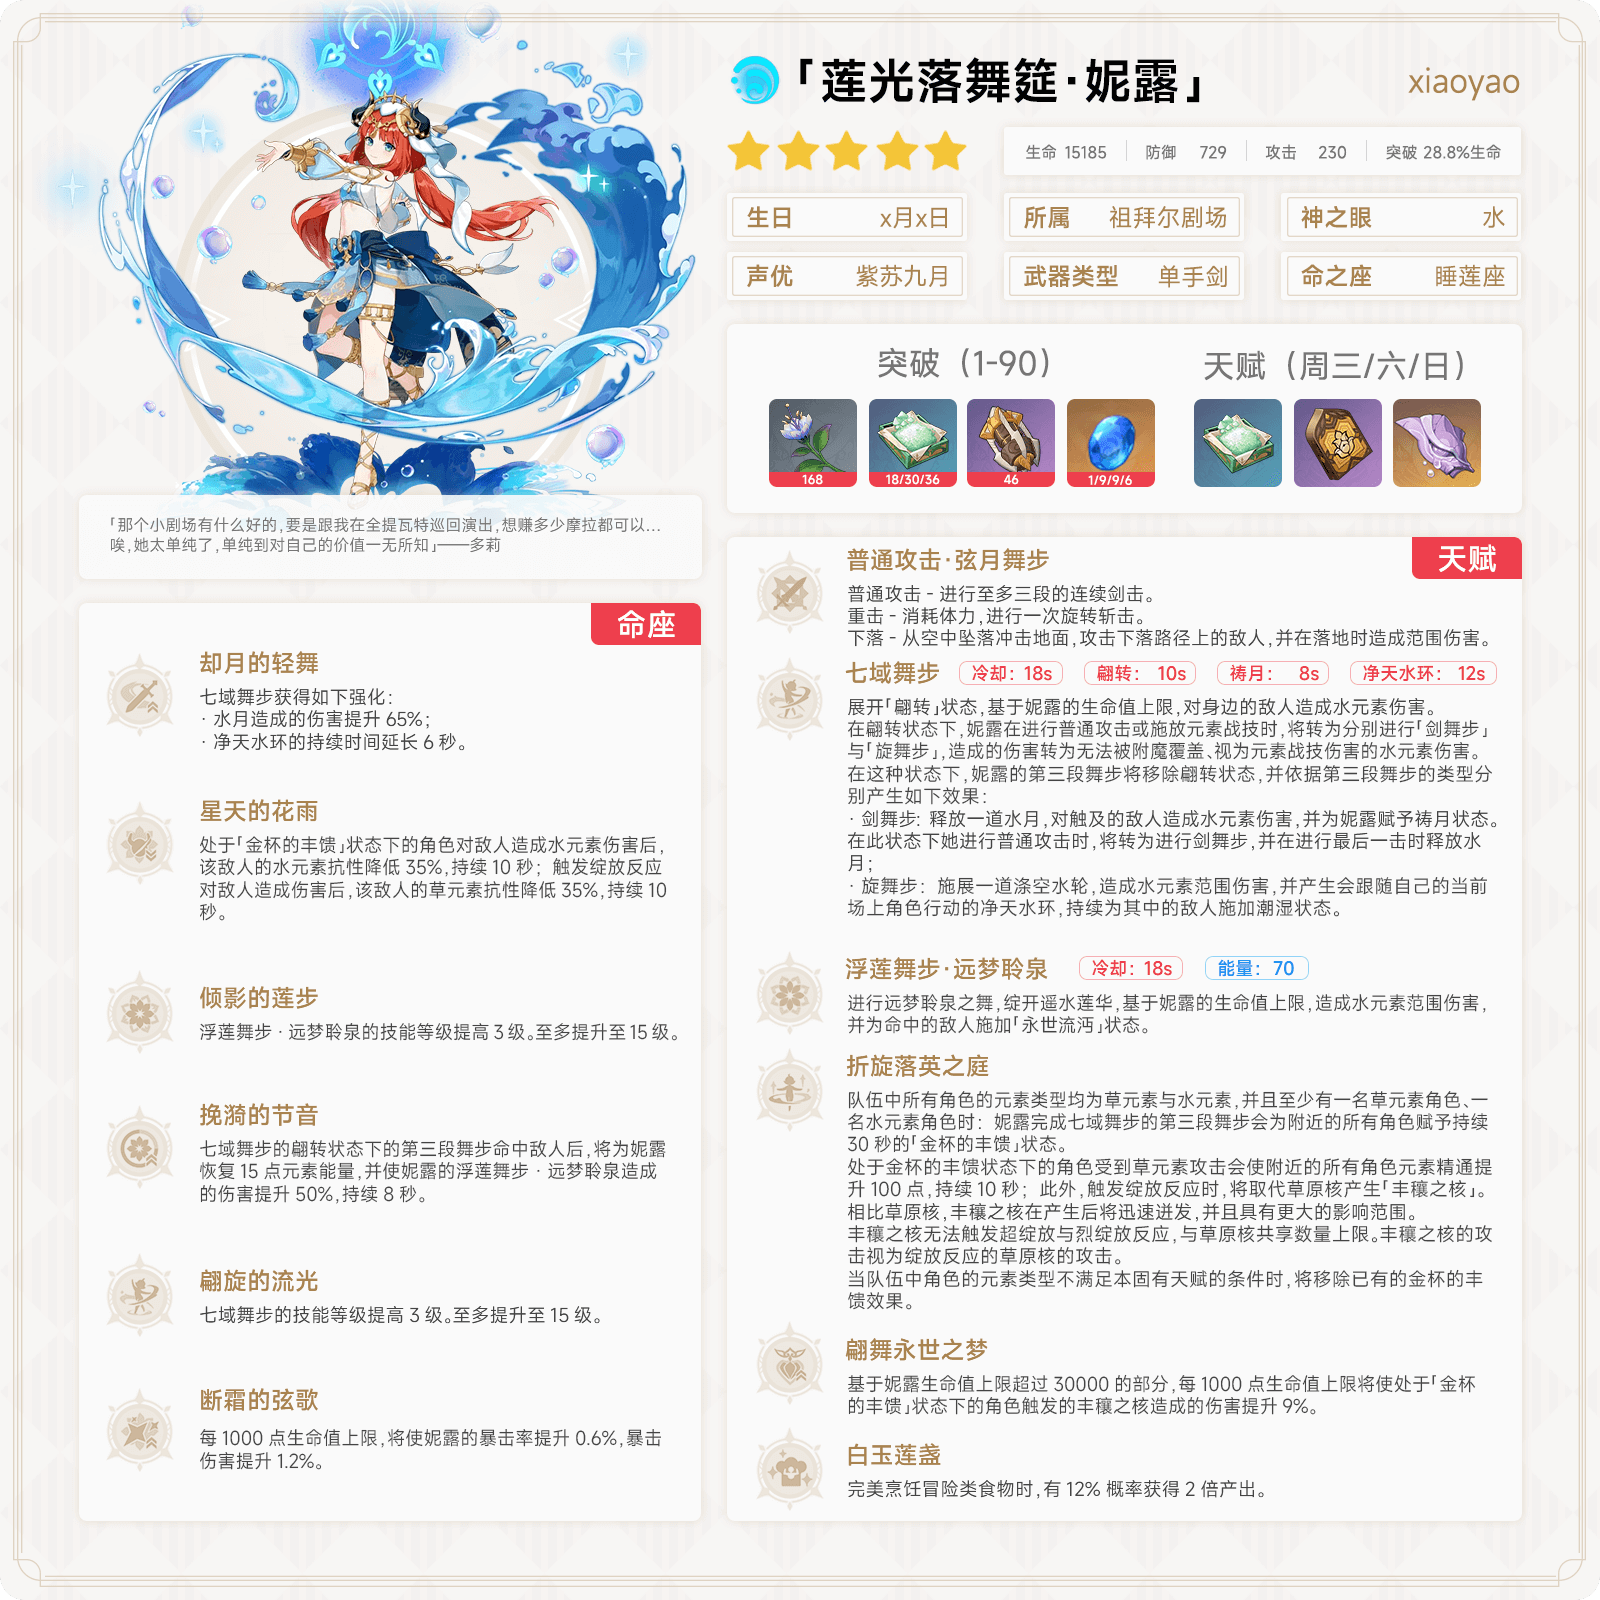 「莲光落舞筵·妮露」
xiaoyao
生命 15185 防御 729 攻击 230 突破 28.8%生命
生日 x月x日
所属 祖拜尔剧场
神之眼 水
声优 紫苏九月
武器类型 单手剑
命之座 睡莲座
突破（1-90）
168
18/30/36
46
1/9/9/6
天赋（周三/六/日）
「那个小剧场有什么好的，要是跟我在全提瓦特巡回演出，想赚多少摩拉都可以…
唉，她太单纯了，单纯到对自己的价值一无所知」——多莉
命座
却月的轻舞
七域舞步获得如下强化：
· 水月造成的伤害提升 65%；
· 净天水环的持续时间延长 6 秒。
星天的花雨
处于「金杯的丰馈」状态下的角色对敌人造成水元素伤害后，
该敌人的水元素抗性降低 35%，持续 10 秒；触发绽放反应
对敌人造成伤害后，该敌人的草元素抗性降低 35%，持续 10
秒。
倾影的莲步
浮莲舞步 · 远梦聆泉的技能等级提高 3 级。至多提升至 15 级。
挽漪的节音
七域舞步的翩转状态下的第三段舞步命中敌人后，将为妮露
恢复 15 点元素能量，并使妮露的浮莲舞步 · 远梦聆泉造成
的伤害提升 50%，持续 8 秒。
翩旋的流光
七域舞步的技能等级提高 3 级。至多提升至 15 级。
断霜的弦歌
每 1000 点生命值上限，将使妮露的暴击率提升 0.6%，暴击
伤害提升 1.2%。
天赋
普通攻击·弦月舞步
普通攻击 - 进行至多三段的连续剑击。
重击 - 消耗体力，进行一次旋转斩击。
下落 - 从空中坠落冲击地面，攻击下落路径上的敌人，并在落地时造成范围伤害。
七域舞步 冷却： 18s 翩转： 10s 祷月： 8s 净天水环： 12s
展开「翩转」状态，基于妮露的生命值上限，对身边的敌人造成水元素伤害。
在翩转状态下，妮露在进行普通攻击或施放元素战技时，将转为分别进行「剑舞步」
与「旋舞步」，造成的伤害转为无法被附魔覆盖、视为元素战技伤害的水元素伤害。
在这种状态下，妮露的第三段舞步将移除翩转状态，并依据第三段舞步的类型分
别产生如下效果：
· 剑舞步: 释放一道水月，对触及的敌人造成水元素伤害，并为妮露赋予祷月状态。
在此状态下她进行普通攻击时，将转为进行剑舞步，并在进行最后一击时释放水
月；
· 旋舞步： 施展一道涤空水轮，造成水元素范围伤害，并产生会跟随自己的当前
场上角色行动的净天水环，持续为其中的敌人施加潮湿状态。
浮莲舞步·远梦聆泉 冷却： 18s 能量： 70
进行远梦聆泉之舞，绽开遥水莲华，基于妮露的生命值上限，造成水元素范围伤害，
并为命中的敌人施加「永世流沔」状态。
折旋落英之庭
队伍中所有角色的元素类型均为草元素与水元素，并且至少有一名草元素角色、一
名水元素角色时： 妮露完成七域舞步的第三段舞步会为附近的所有角色赋予持续
30 秒的「金杯的丰馈」状态。
处于金杯的丰馈状态下的角色受到草元素攻击会使附近的所有角色元素精通提
升 100 点，持续 10 秒； 此外，触发绽放反应时，将取代草原核产生「丰穰之核」。
相比草原核，丰穰之核在产生后将迅速迸发，并且具有更大的影响范围。
丰穰之核无法触发超绽放与烈绽放反应，与草原核共享数量上限。丰穰之核的攻
击视为绽放反应的草原核的攻击。
当队伍中角色的元素类型不满足本固有天赋的条件时，将移除已有的金杯的丰
馈效果。
翩舞永世之梦
基于妮露生命值上限超过 30000 的部分，每 1000 点生命值上限将使处于「金杯
的丰馈」状态下的角色触发的丰穰之核造成的伤害提升 9%。
白玉莲盏
完美烹饪冒险类食物时，有 12% 概率获得 2 倍产出。